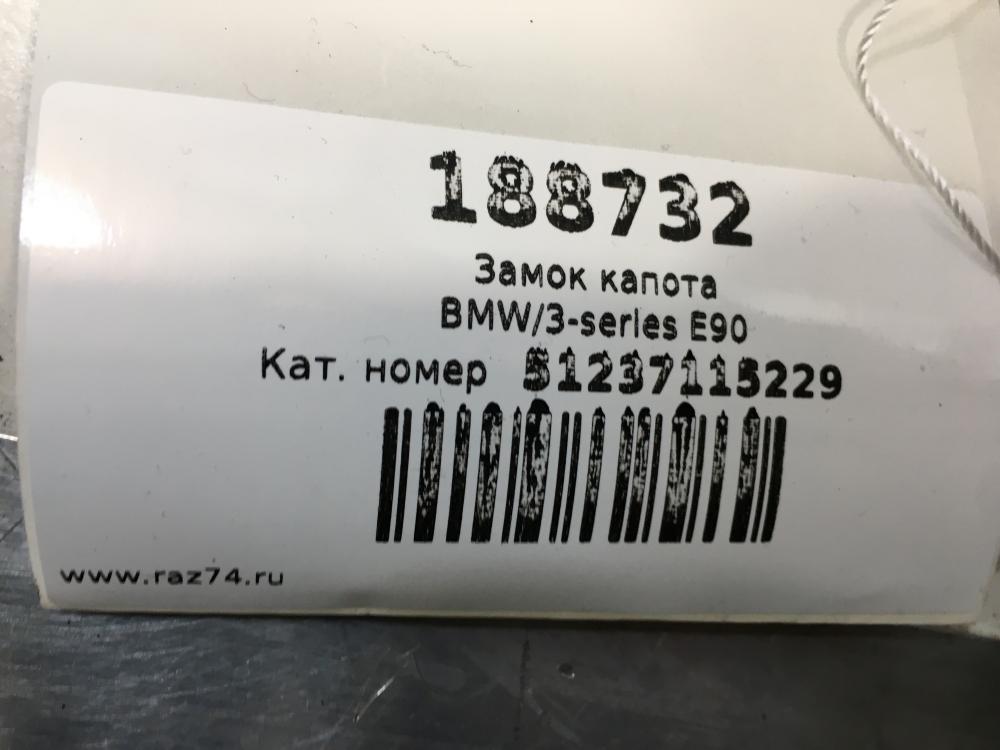 188732
Замок капота
BMW/3-series E90
Кат. номер 51237115229
www.raz74.ru